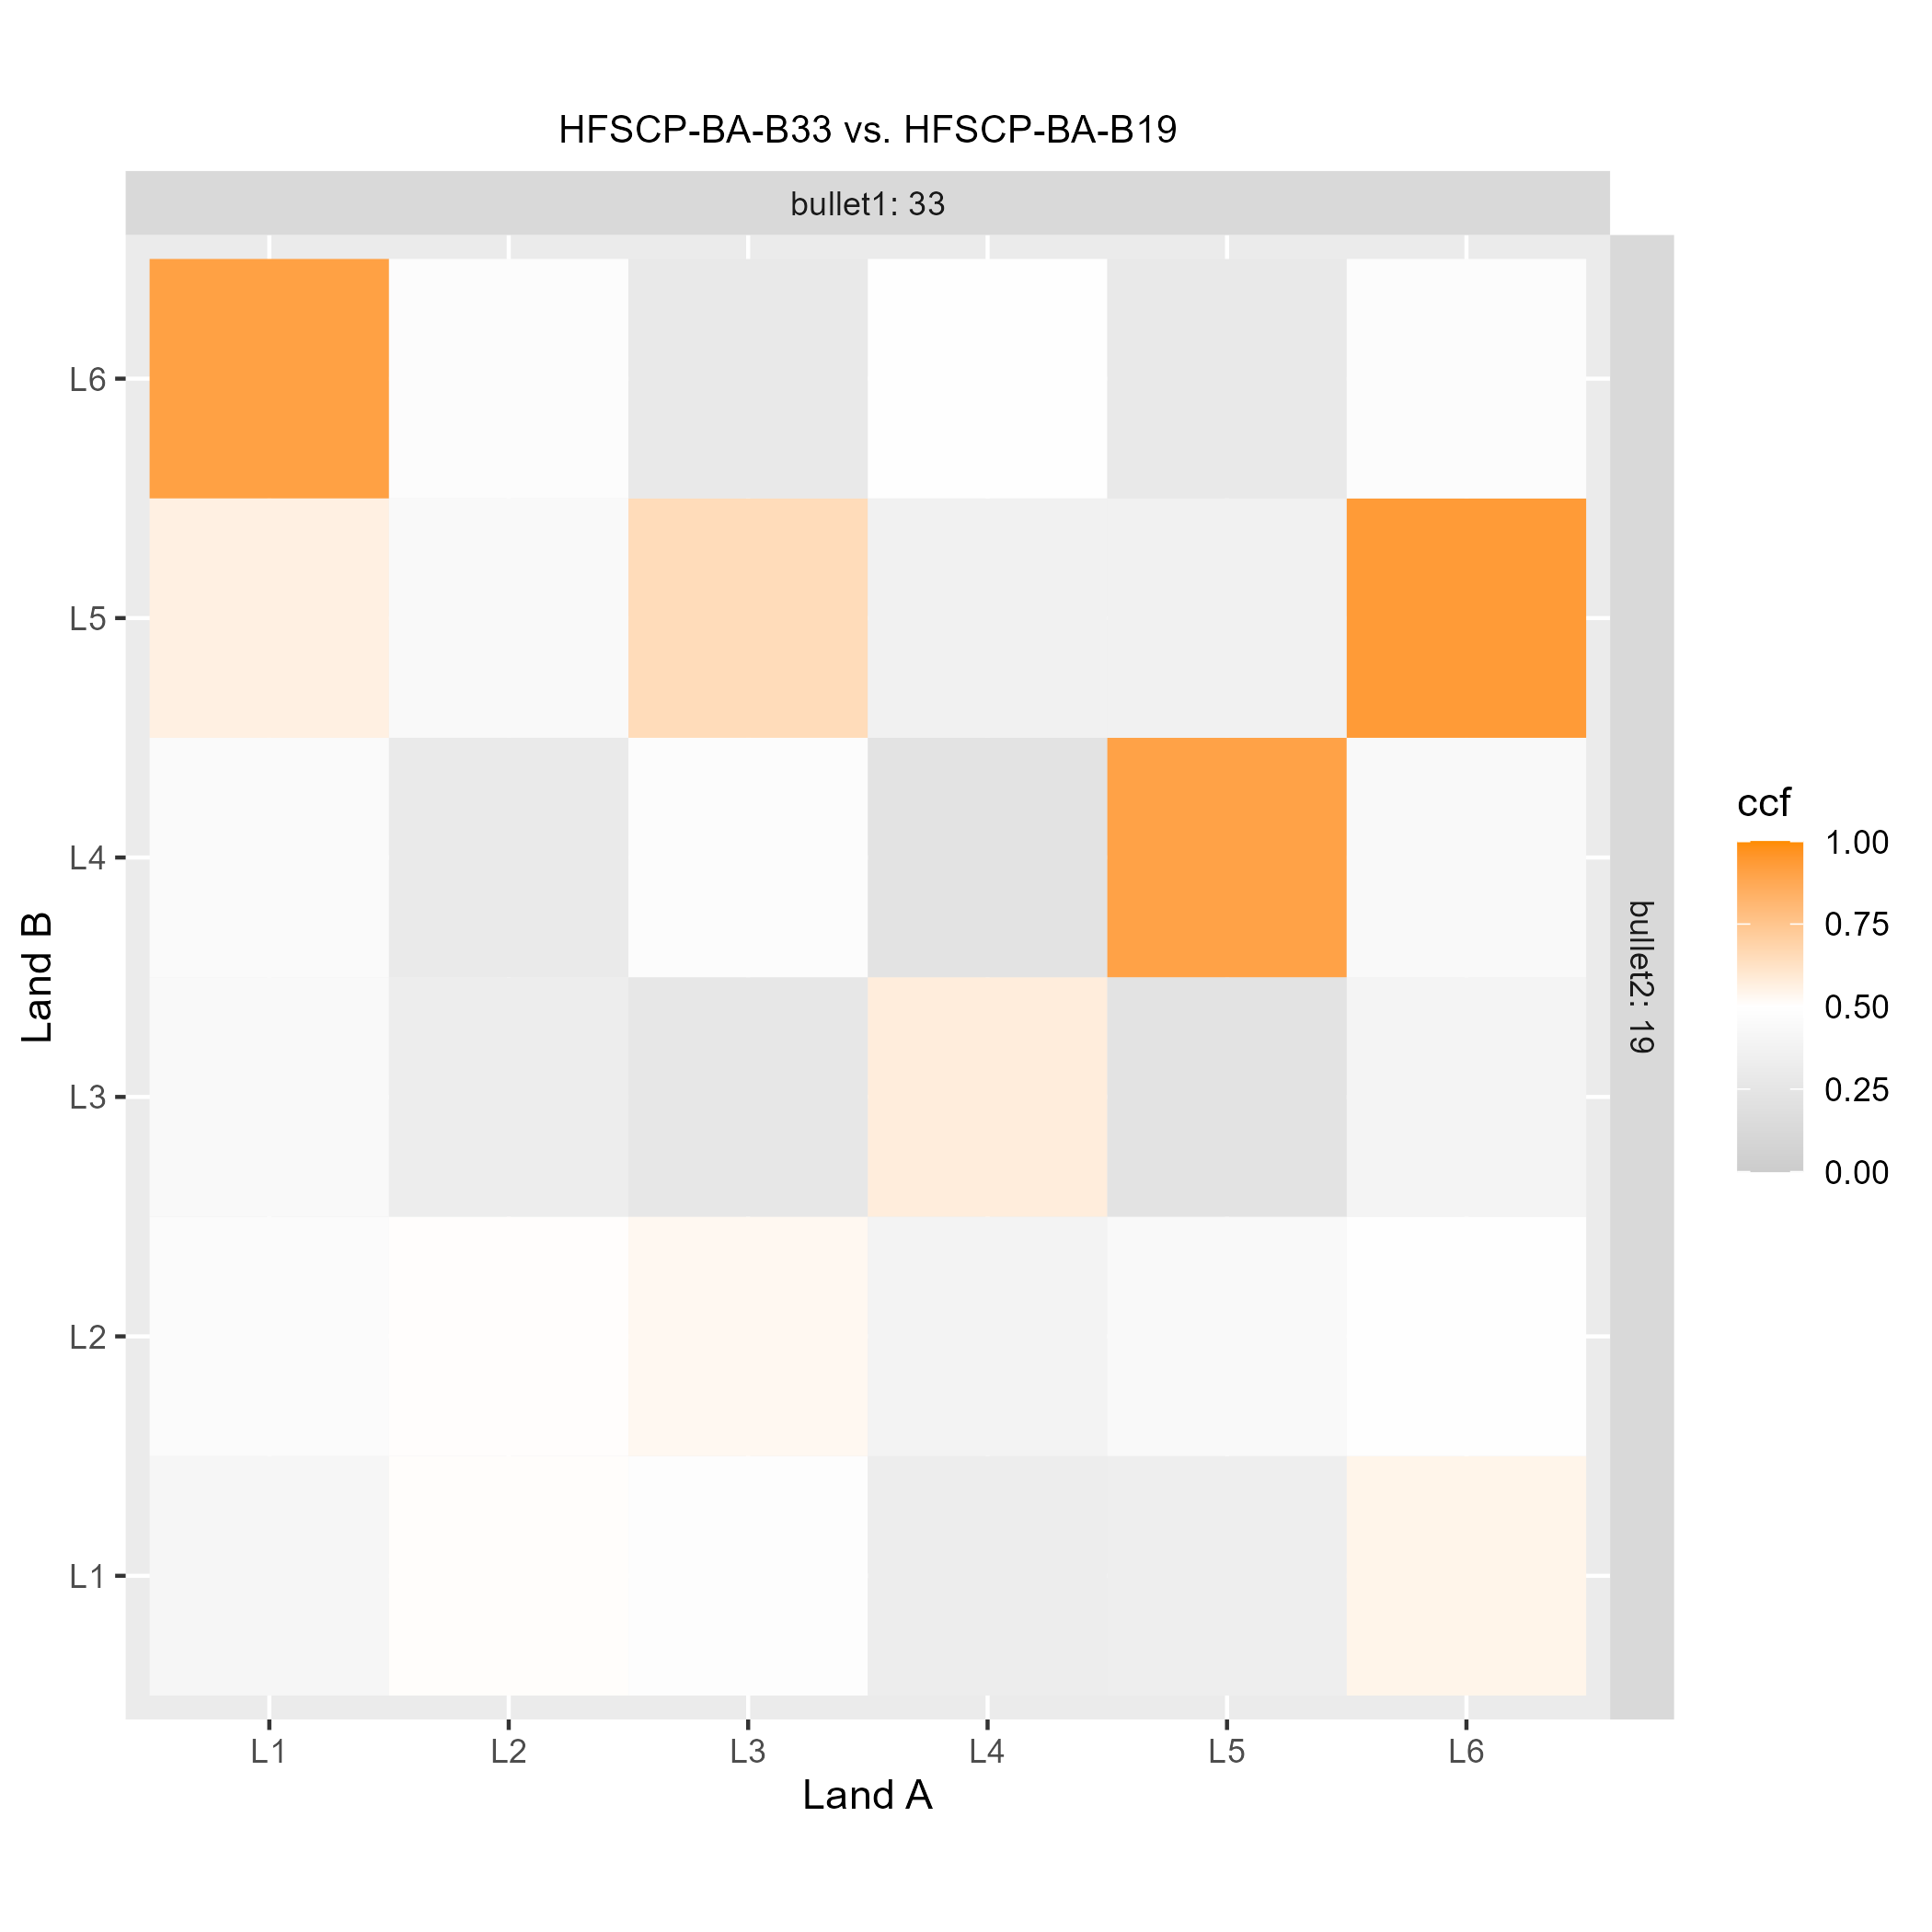 HFSCP-BA-B33 vs. HFSCP-BA-B19
bullet1: 33
L6
L5
L4
L3
L2
L1
Land B
bullet2: 19
L1 L2 L3 L4 L5 L6
Land A
ccf
1.00
0.75
0.50
0.25
0.00